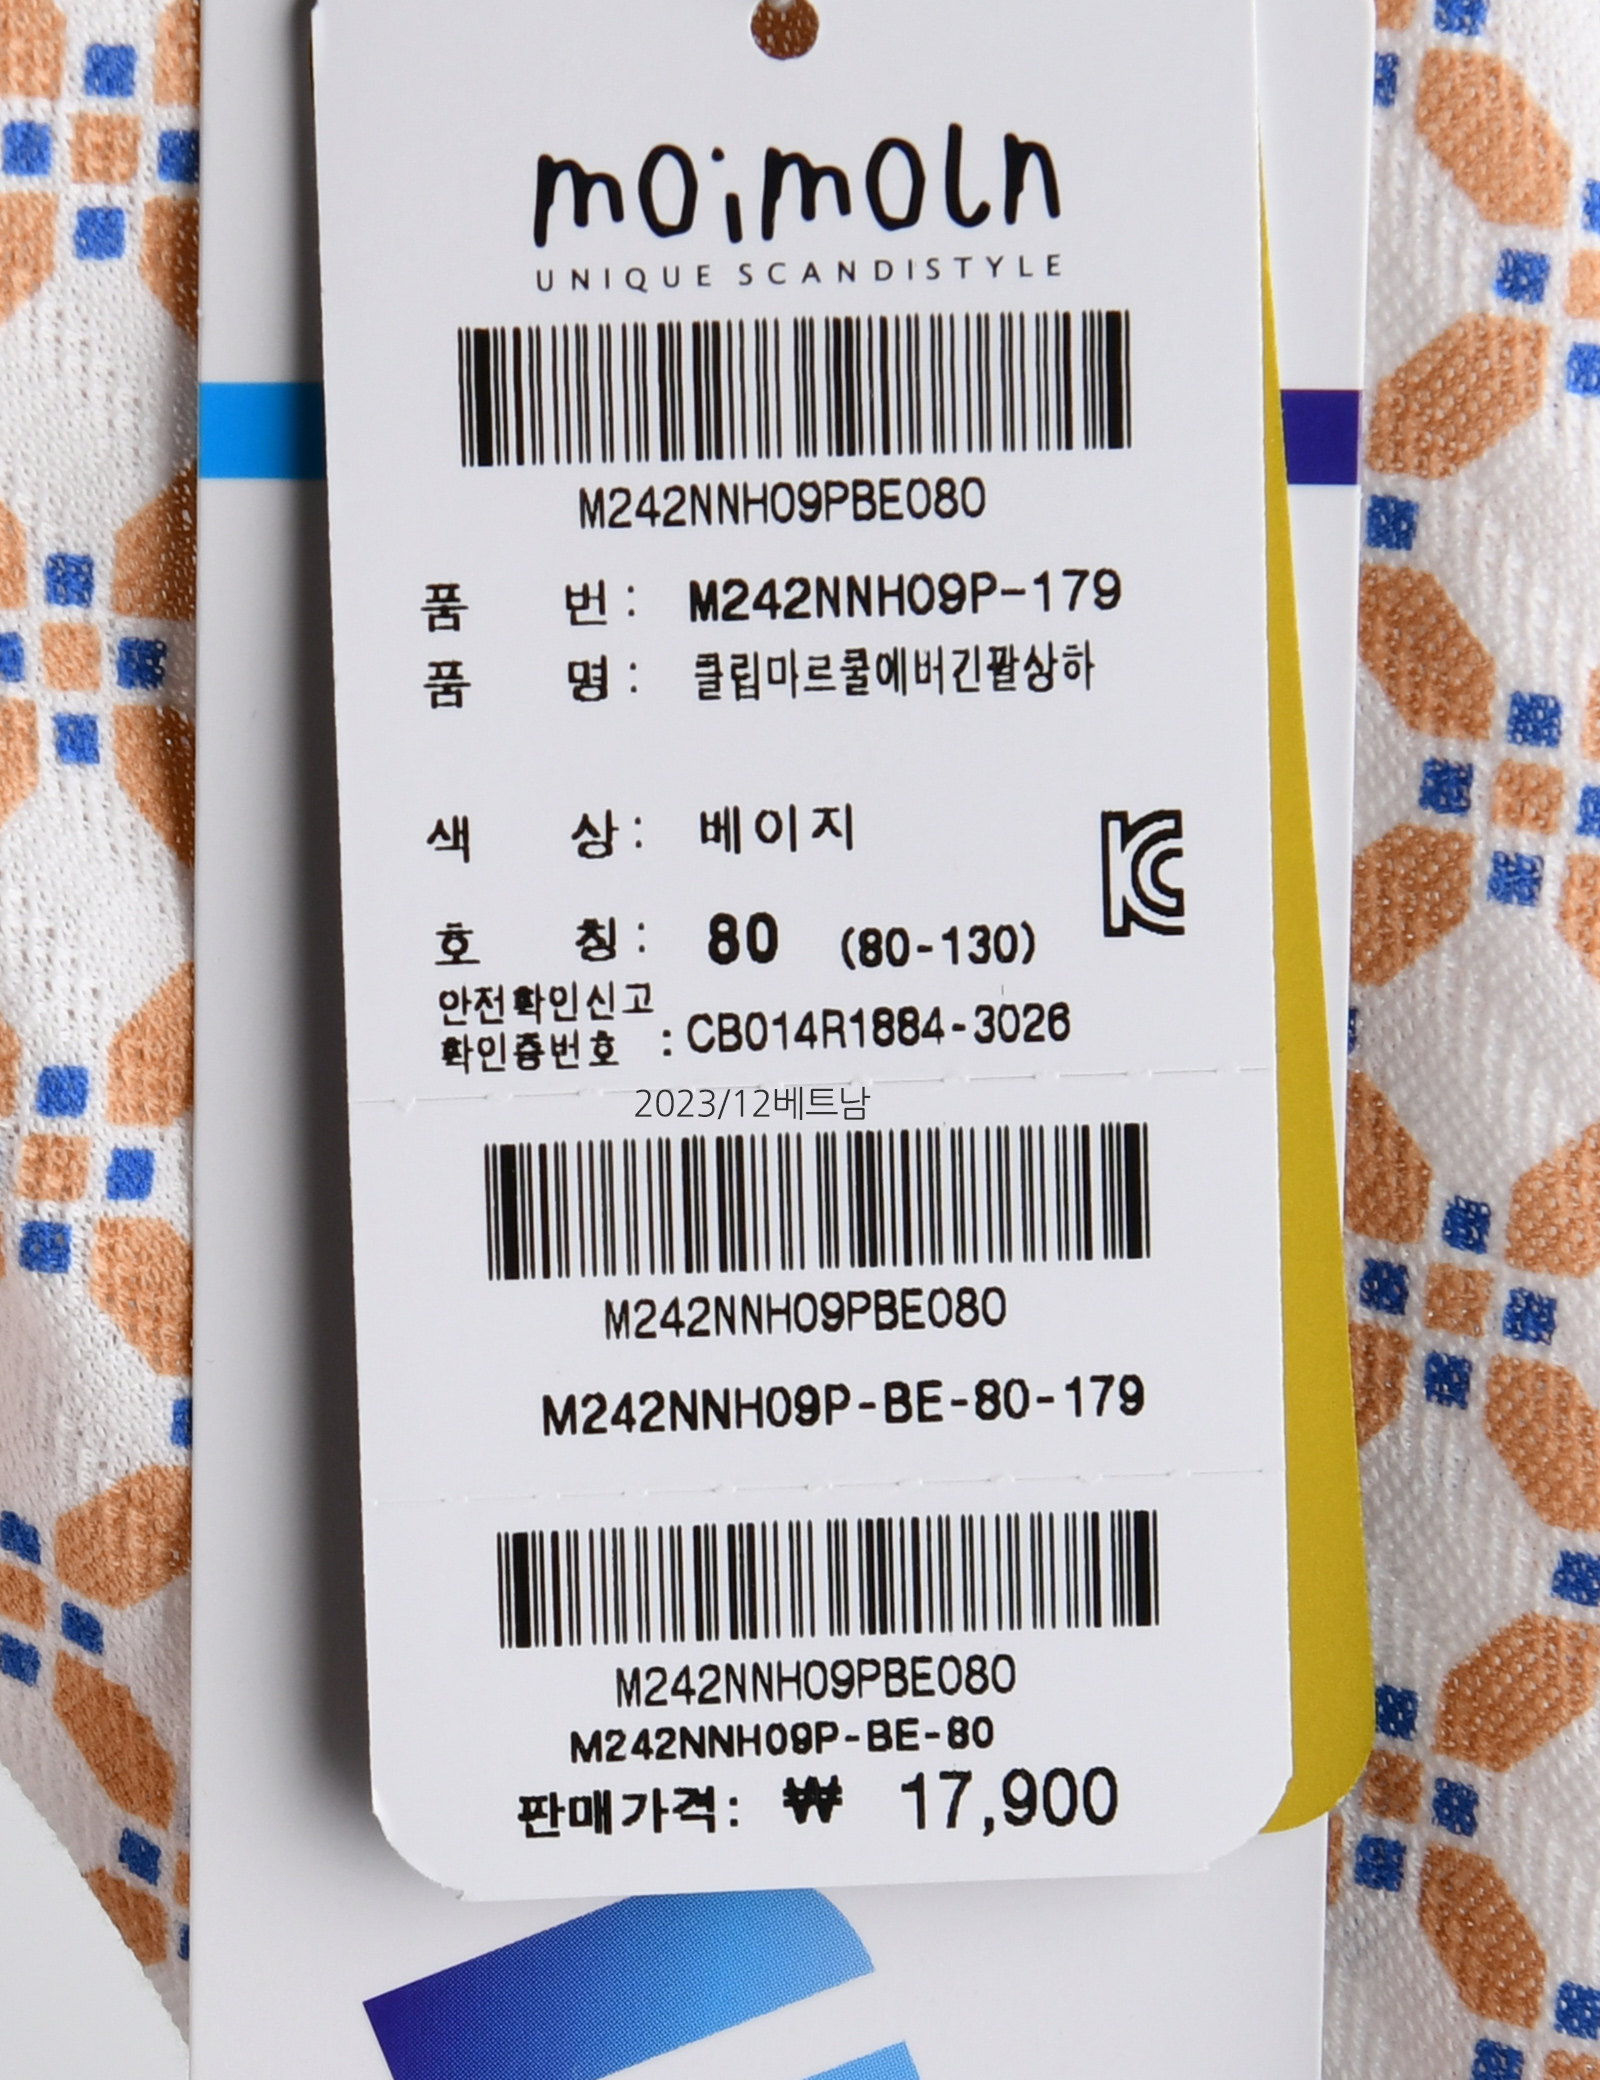 moimoln
UNIQUE SCANDISTYLE
M242NNH09PBE080
품 번 : M242NNH09P-179
품 명 : 클립마르쿨에버긴팔상하
색 상 : 베이지
호 칭 : 80 (80-130)
안전확인신고
확인증번호 : CB014R1884-3026
2023/12베트남
M242NNH09PBE080
M242NNH09P-BE-80-179
M242NNH09PBE080
M242NNH09P-BE-80
판매가격: ₩ 17,900